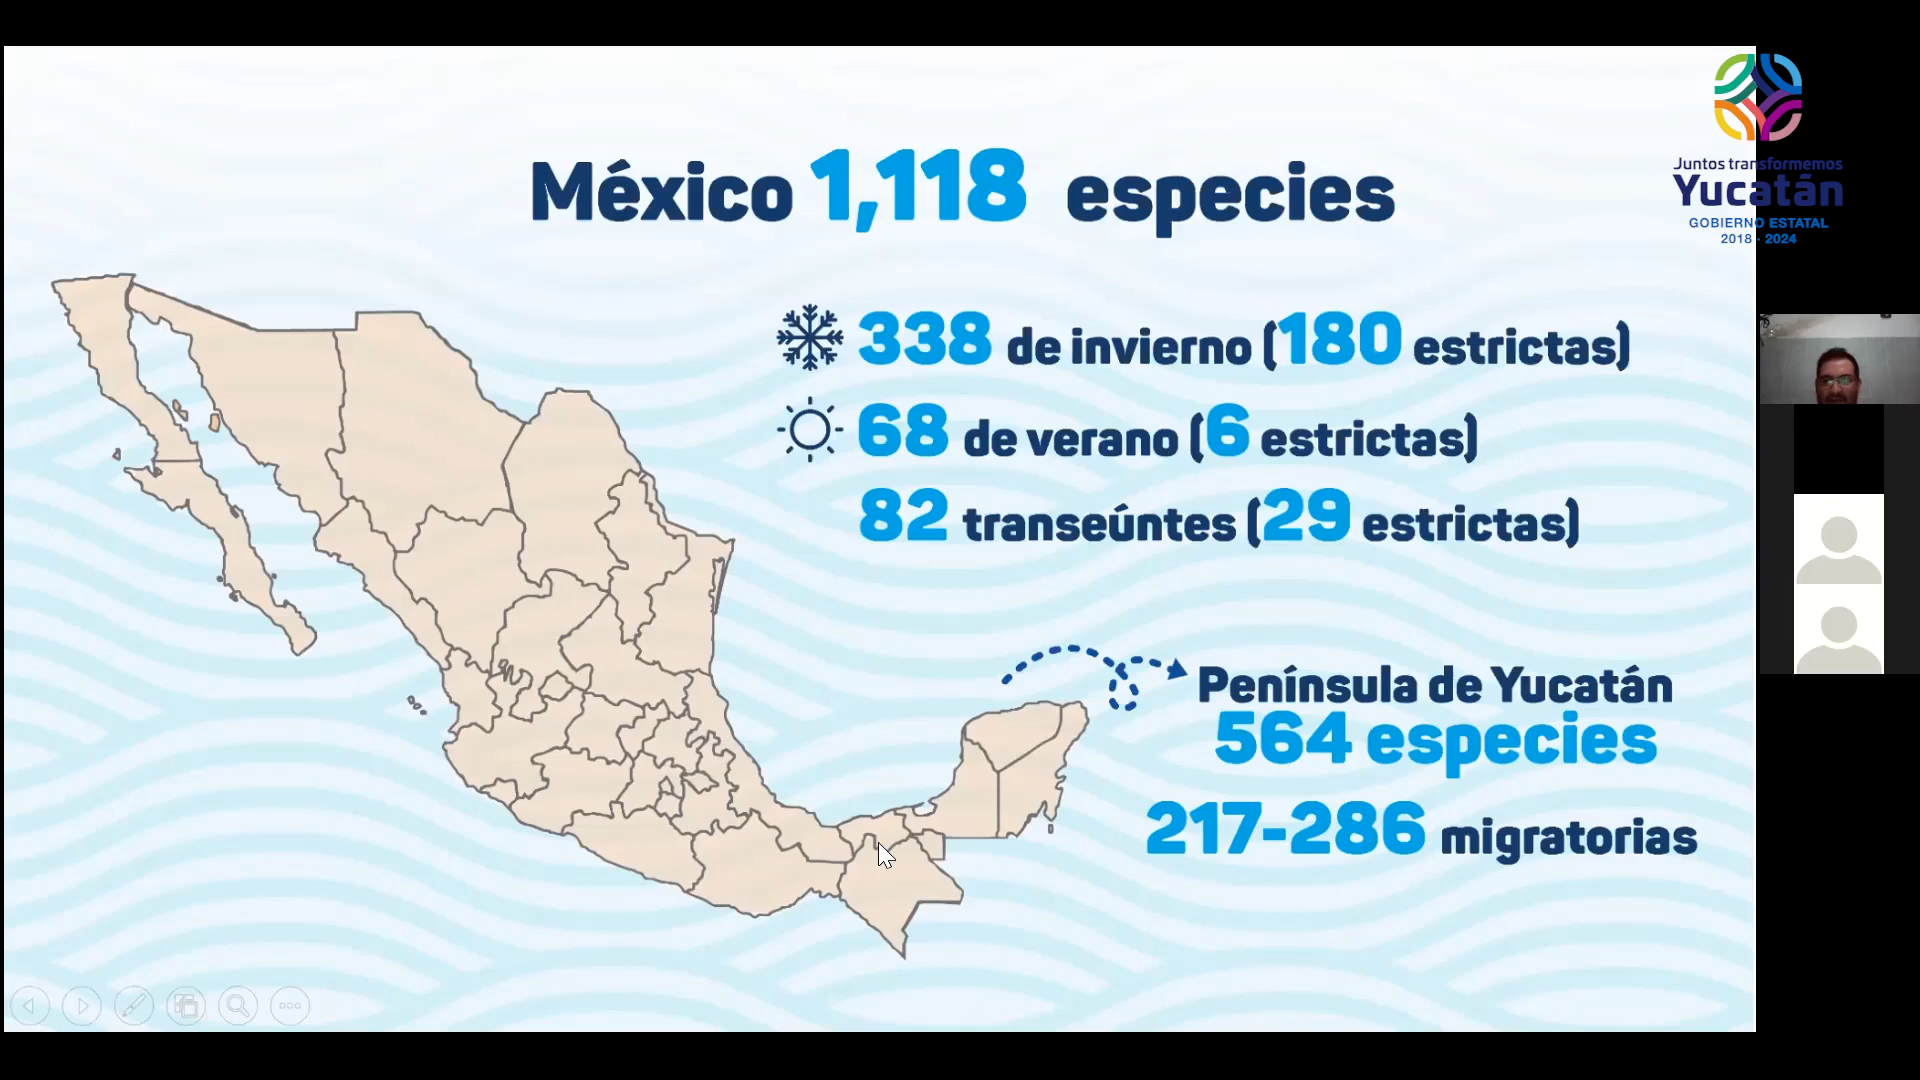 México 1,118 especies
338 de invierno (180 estrictas)
68 de verano (6 estrictas)
82 transeúntes (29 estrictas)
Península de Yucatán
564 especies
217-286 migratorias
Juntos transformemos
Yucatán
GOBIERNO ESTATAL
2018 - 2024